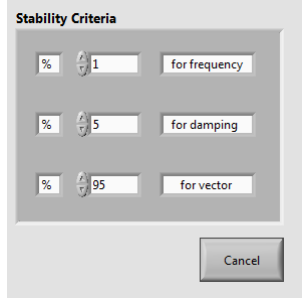 Stability Criteria
% 1 for frequency
% 5 for damping
% 95 for vector
Cancel